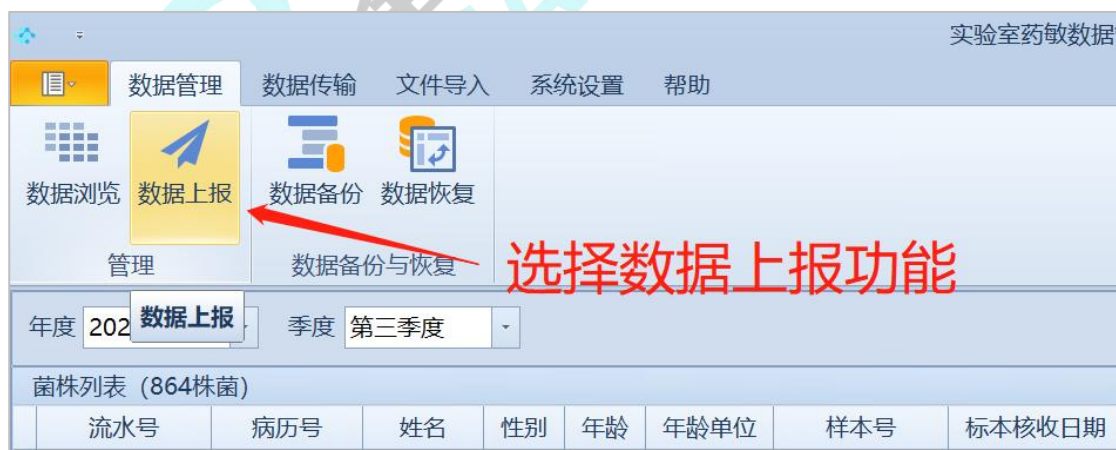 实验室药敏数据
数据管理 数据传输 文件导入 系统设置 帮助
数据浏览 数据上报 数据备份 数据恢复
管理 数据备份与恢复
选择数据上报功能
年度 202 数据上报 季度 第三季度
菌株列表（864株菌）
流水号 病历号 姓名 性别 年龄 年龄单位 样本号 标本核收日期